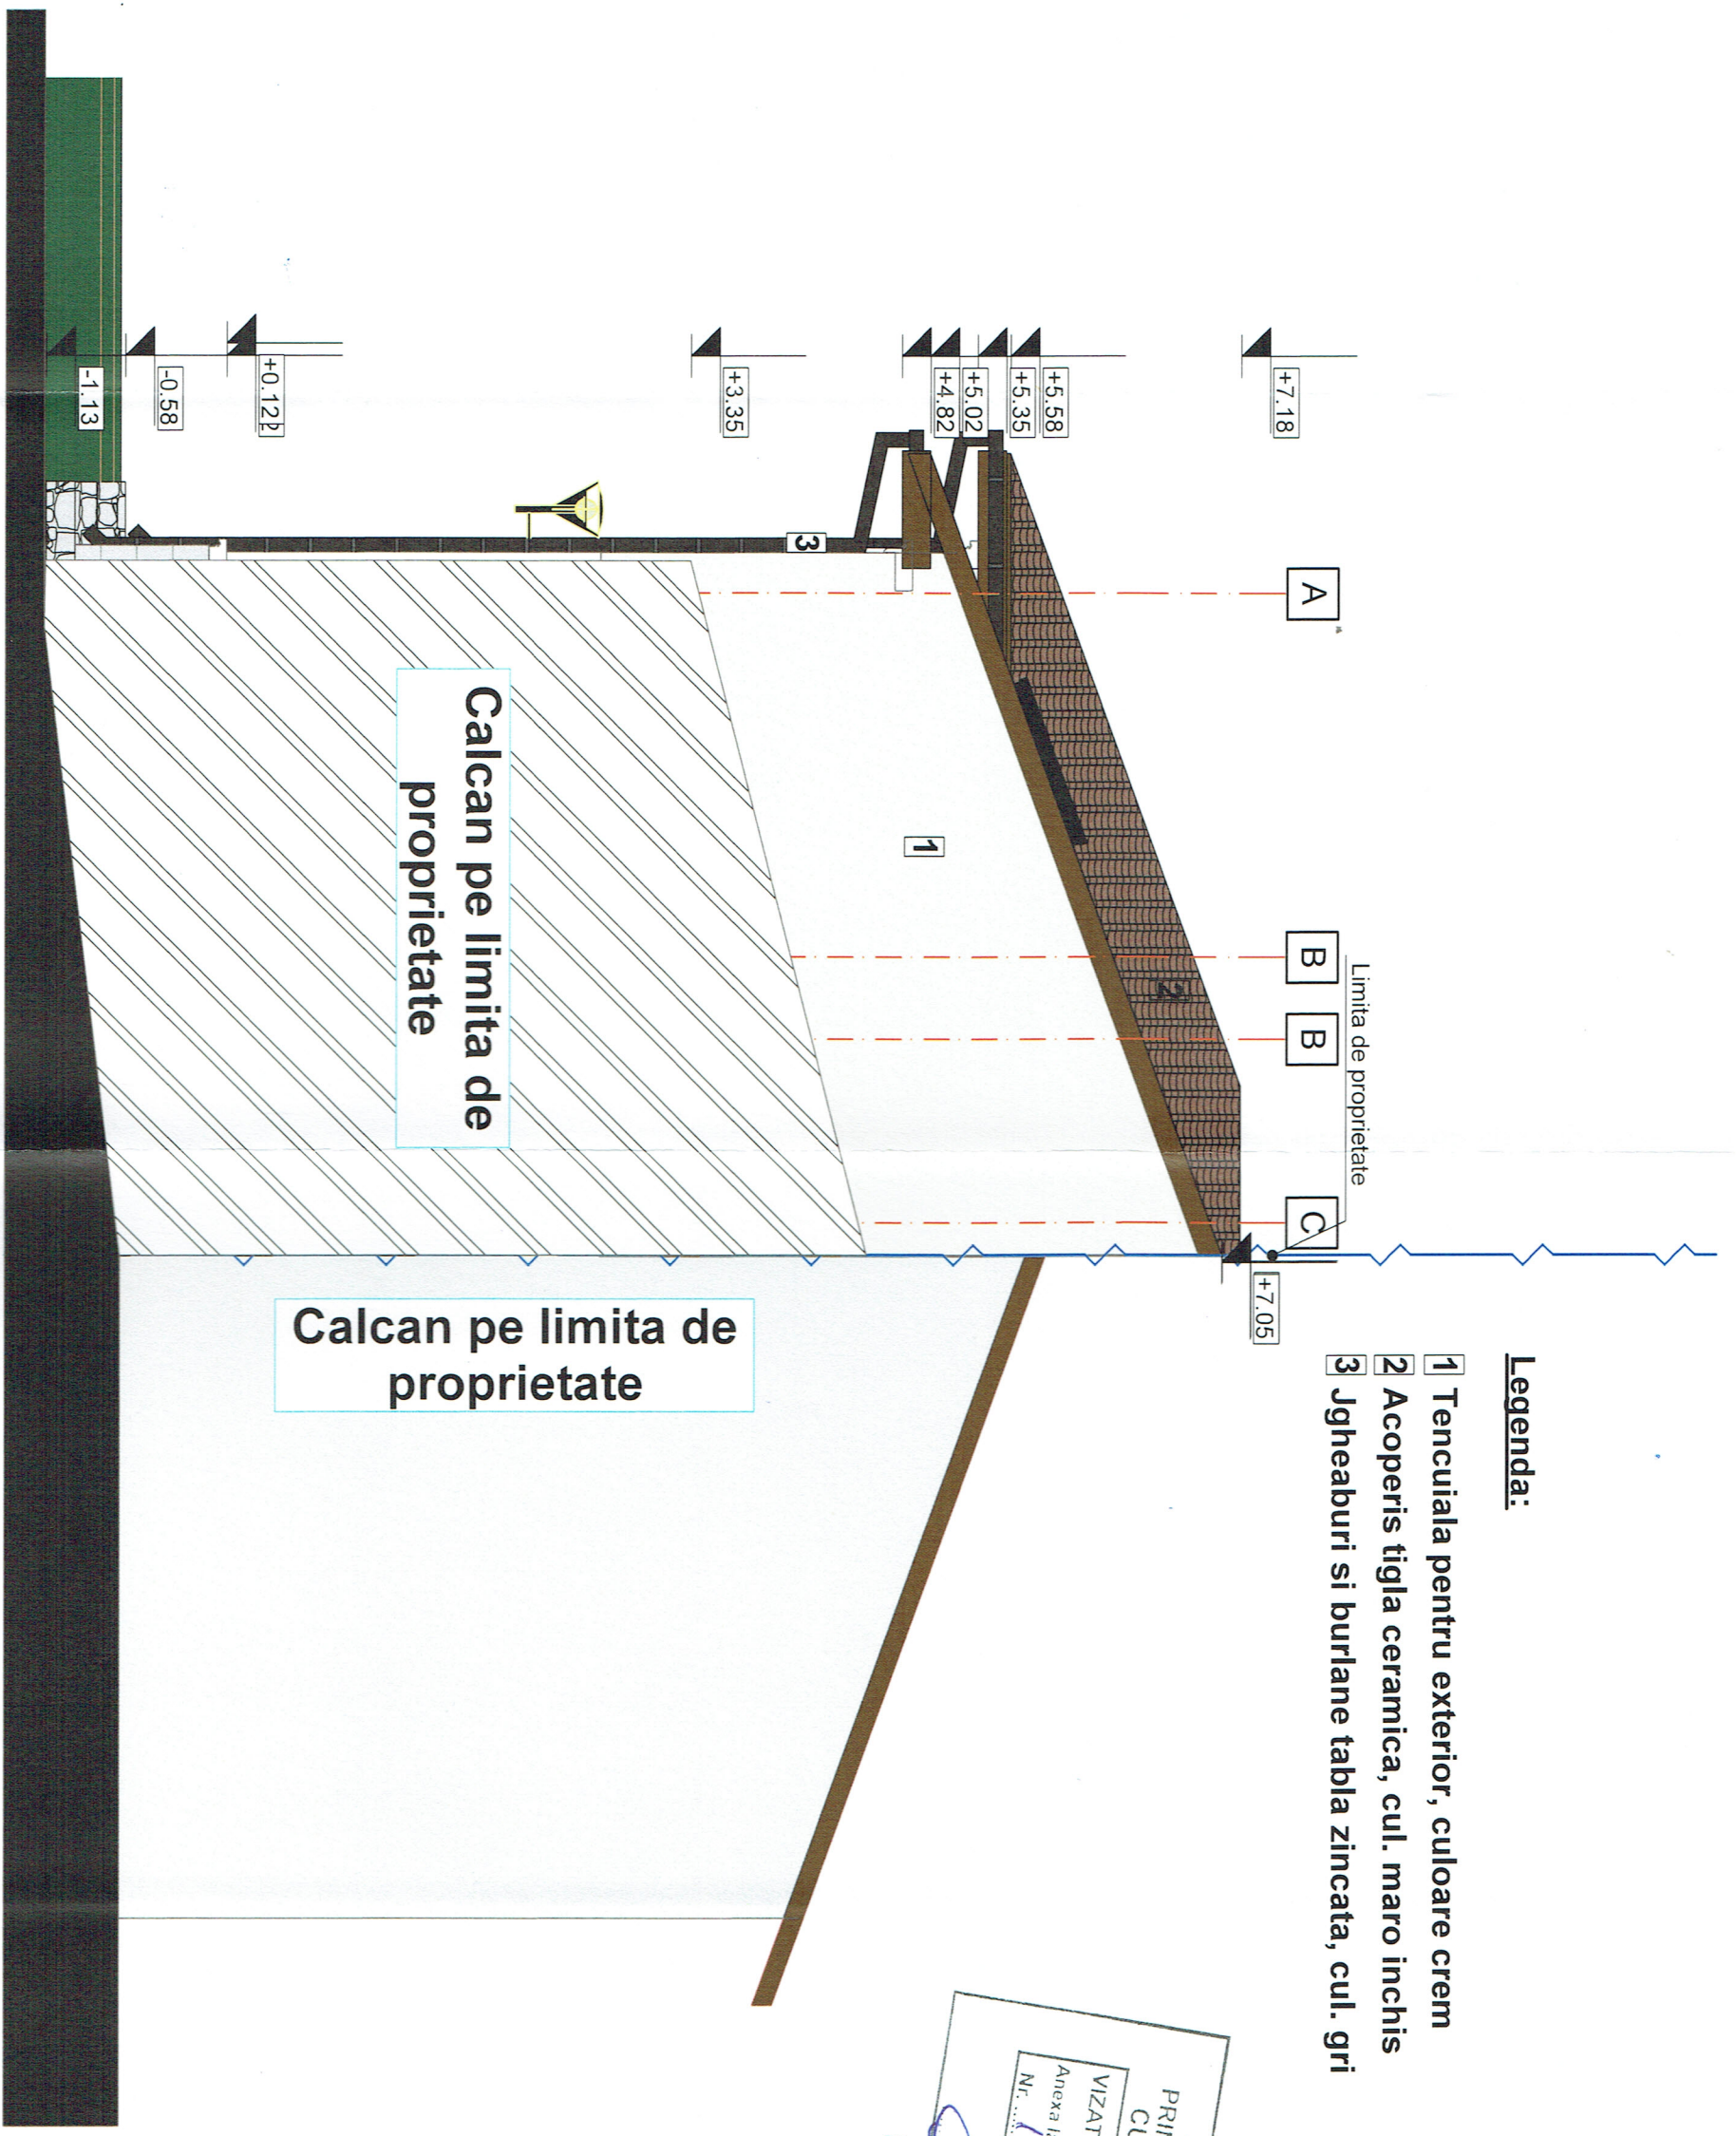 Legenda:
1 Tencuiala pentru exterior, culoare crem
2 Acoperis tigla ceramica, cul. maro inchis
3 Jgheaburi si burlane tabla zincata, cul. gri
+7.18
+5.58
+5.35
+5.02
+4.82
+3.35
-0.58
-1.13
A
B
B
C
Limita de proprietate
+7.05
3
1
2
Calcan pe limita de
proprietate
Calcan pe limita de
proprietate
VIZAT
Anexa
Nr.